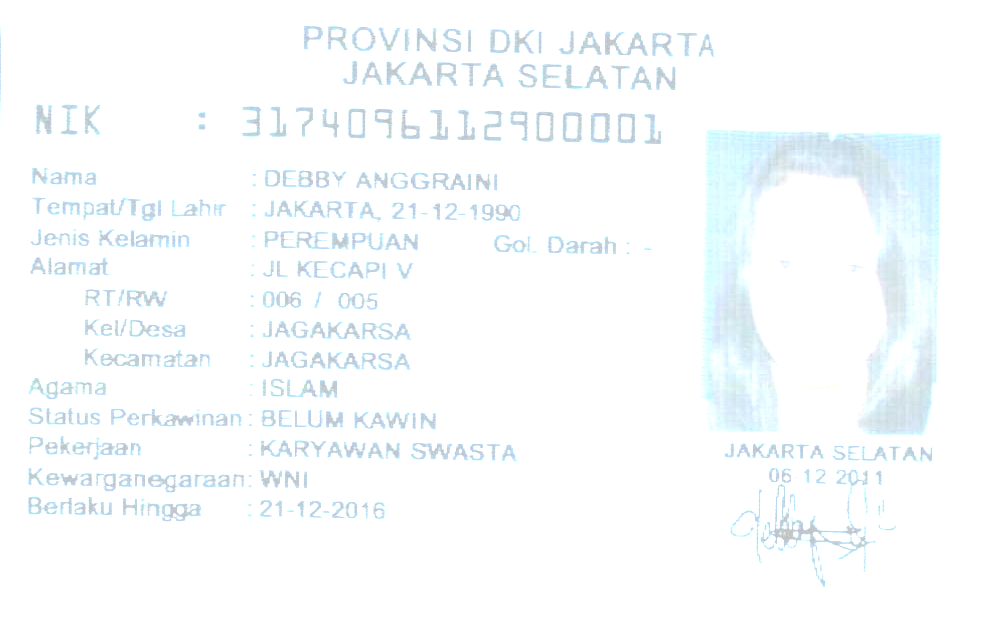 PROVINSI DKI JAKARTA
JAKARTA SELATAN
NIK : 3174096112900001
Nama : DEBBY ANGGRAINI
Tempat/Tgl Lahir : JAKARTA, 21-12-1990
Jenis Kelamin : PEREMPUAN Gol. Darah : -
Alamat : JL KECAPI V
RT/RW : 006 / 005
Kel/Desa : JAGAKARSA
Kecamatan : JAGAKARSA
Agama : ISLAM
Status Perkawinan : BELUM KAWIN
Pekerjaan : KARYAWAN SWASTA
Kewarganegaraan : WNI
Berlaku Hingga : 21-12-2016
JAKARTA SELATAN
06 12 2011